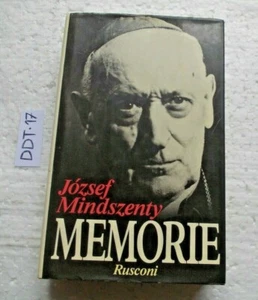 DDT·17
József
Mindszenty
MEMORIE
Rusconi